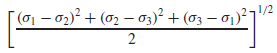 [((σ₁ – σ₂)² + (σ₂ – σ₃)² + (σ₃ – σ₁)²) / 2]^1/2